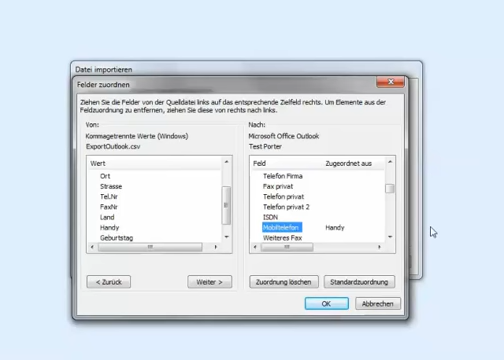 Datei importieren
Felder zuordnen
Ziehen Sie die Felder von der Quelldatei links auf das entsprechende Zielfeld rechts. Um Elemente aus der
Feldzuordnung zu entfernen, ziehen Sie diese von rechts nach links.
Von:
Kommagetrennte Werte (Windows)
ExportOutlook.csv
Wert
Ort
Strasse
Tel.Nr
FaxNr
Land
Handy
Geburtstag
< Zurück
Weiter >
Nach:
Microsoft Office Outlook
Test Porter
Feld Zugeordnet aus
Telefon Firma
Fax privat
Telefon privat
Telefon privat 2
ISDN
Mobiltelefon Handy
Weiteres Fax
Zuordnung löschen
Standardzuordnung
OK
Abbrechen